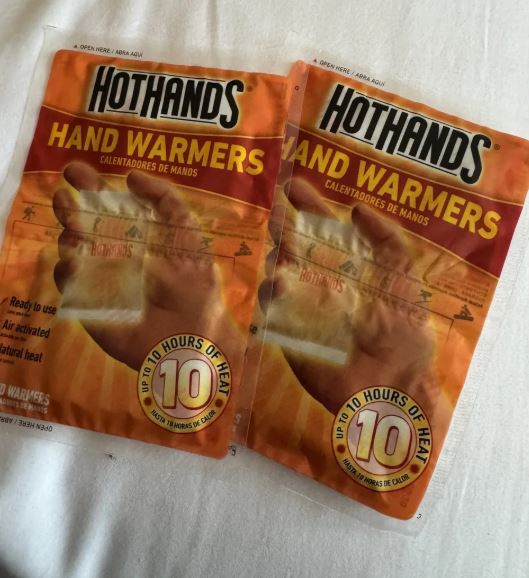 ▲ OPEN HERE / ABRA AQUÍ
HOTHANDS®
HAND WARMERS
CALENTADORES DE MANOS
HOTHANDS
Ready to use
Air activated
Natural heat
UP TO 10 HOURS OF HEAT
10
HASTA 10 HORAS DE CALOR
D WARMERS
OPEN HERE / ABRA
▲ OPEN HERE / ABRA AQUÍ
HOTHANDS®
HAND WARMERS
CALENTADORES DE MANOS
HOTHANDS
UP TO 10 HOURS OF HEAT
10
HASTA 10 HORAS DE CALOR